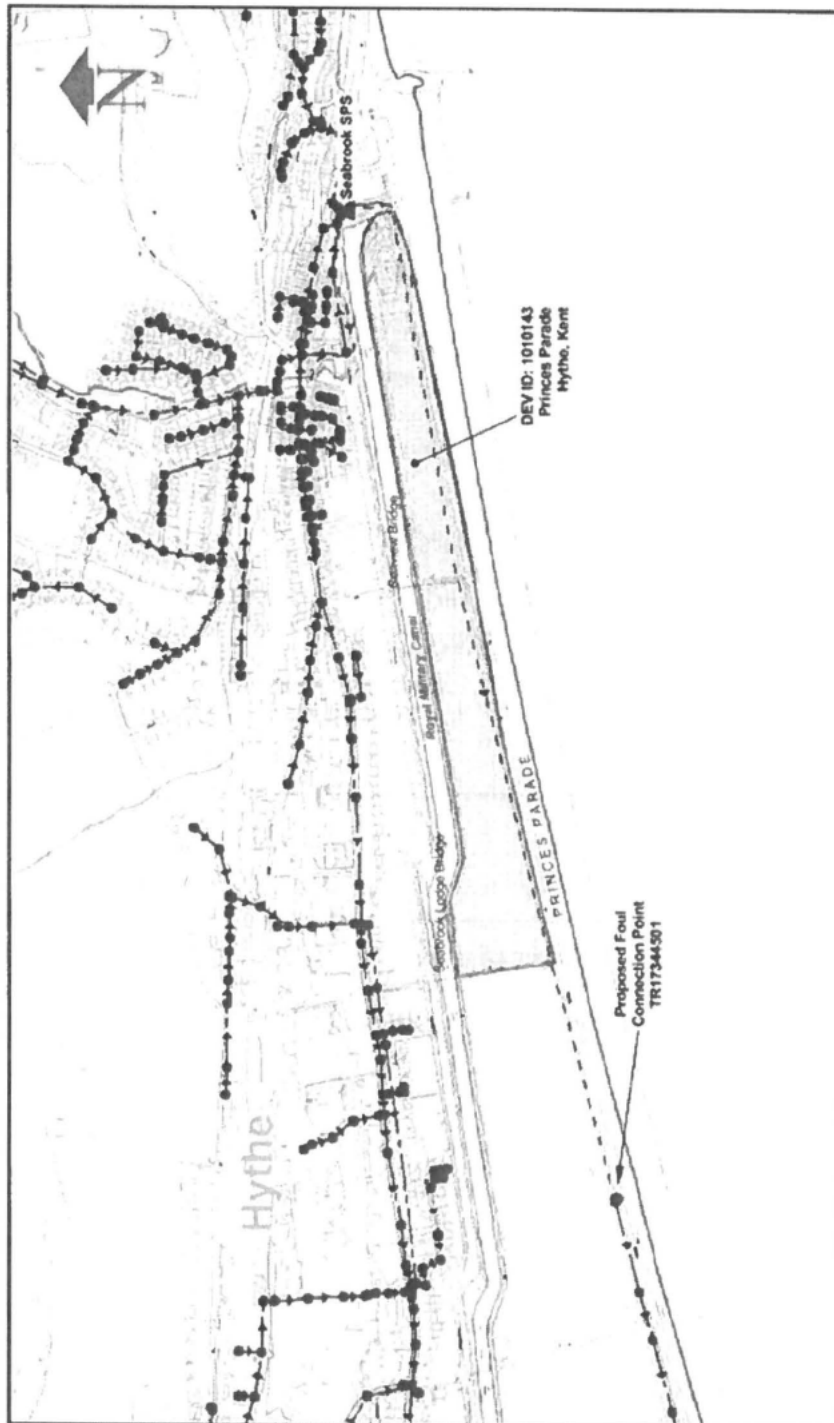 N
Seabrook SPS
DEV ID: 1010143
Princes Parade
Hythe, Kent
Royal Military Canal
Seabrook Lodge Bridge
PRINCES PARADE
Proposed Foul
Connection Point
TR17344501
Hythe